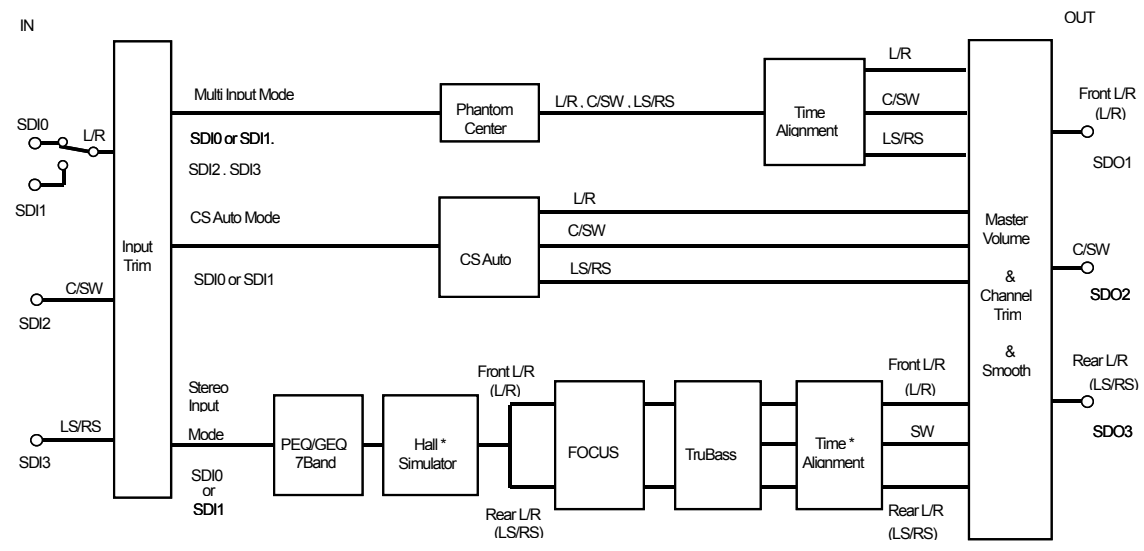 IN
OUT
SDI0
L/R
SDI1
C/SW
SDI2
LS/RS
SDI3
Input
Trim
Multi Input Mode
SDI0 or SDI1.
SDI2 . SDI3
Phantom
Center
L/R , C/SW , LS/RS
Time
Alignment
L/R
C/SW
LS/RS
CS Auto Mode
SDI0 or SDI1
CS Auto
L/R
C/SW
LS/RS
Stereo
Input
Mode
SDI0
or
SDI1
PEQ/GEQ
7Band
Hall *
Simulator
Front L/R
(L/R)
Rear L/R
(LS/RS)
FOCUS
TruBass
Time *
Alignment
Front L/R
(L/R)
SW
Rear L/R
(LS/RS)
Master
Volume
&
Channel
Trim
&
Smooth
Front L/R
(L/R)
SDO1
C/SW
SDO2
Rear L/R
(LS/RS)
SDO3